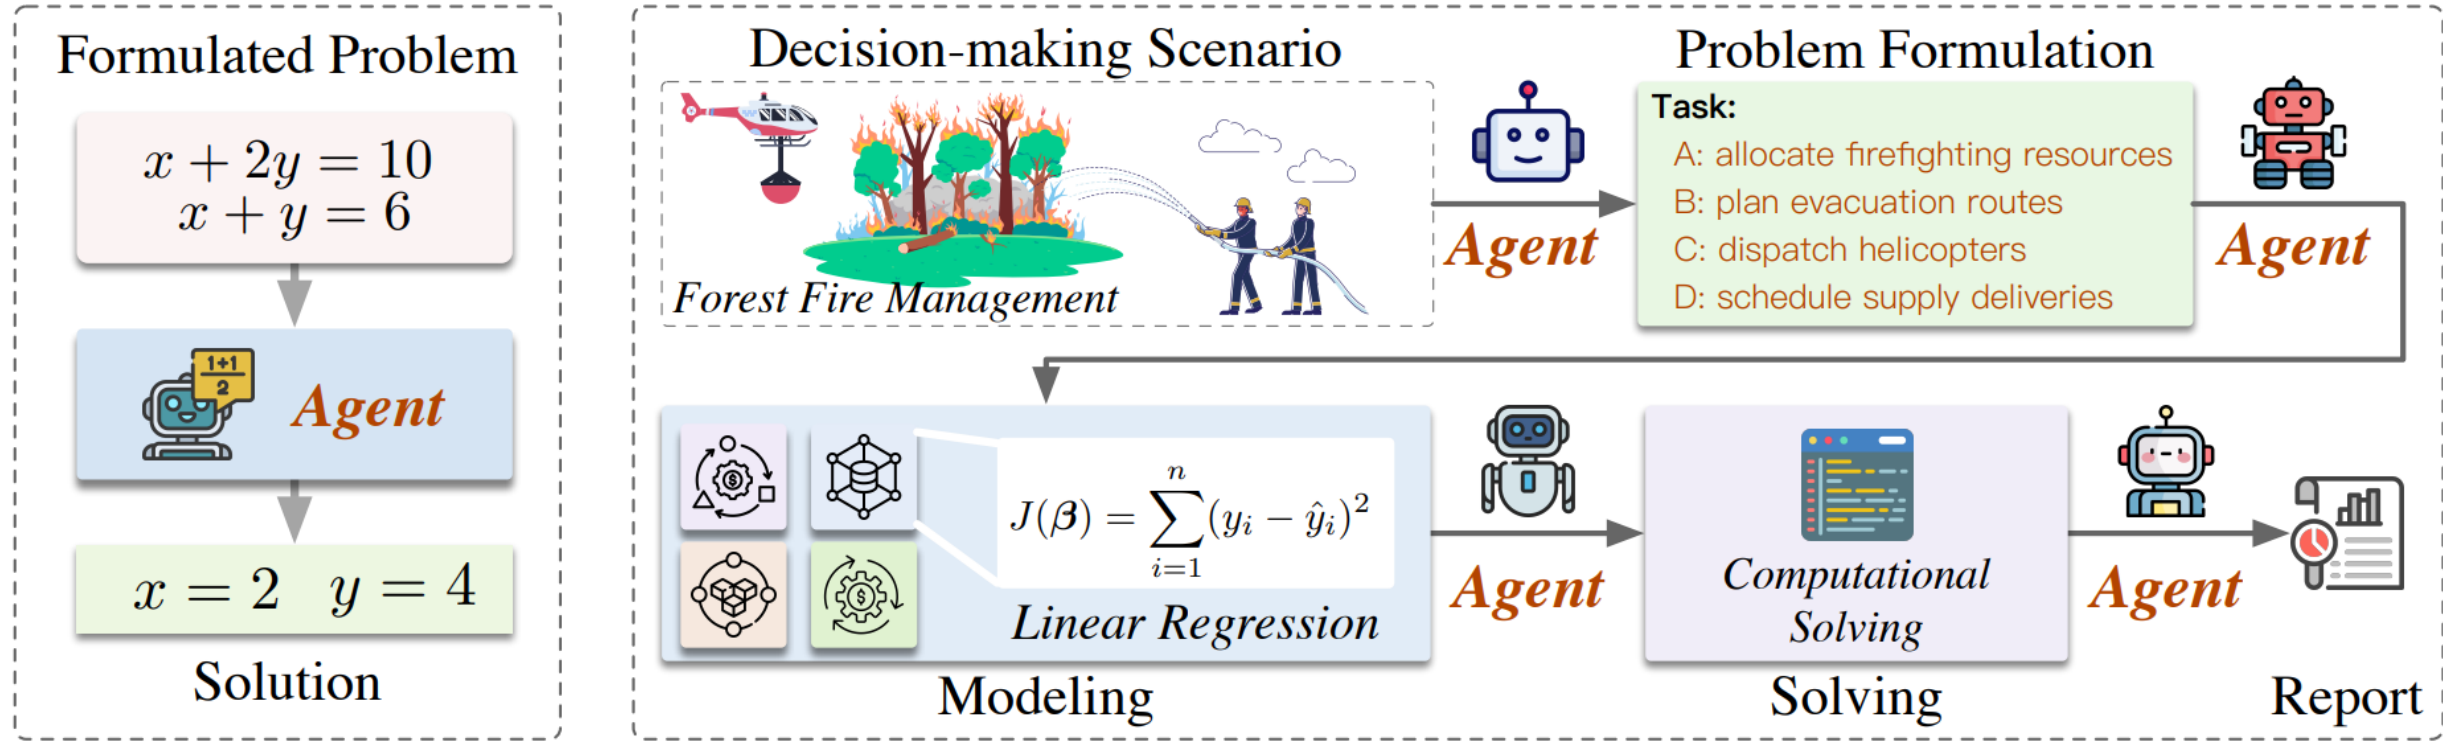 Formulated Problem
x + 2y = 10
x + y = 6
1+1
2
Agent
x = 2 y = 4
Solution
Decision-making Scenario
Forest Fire Management
Agent
Problem Formulation
Task:
A: allocate firefighting resources
B: plan evacuation routes
C: dispatch helicopters
D: schedule supply deliveries
Agent
$
$
J(β) = ∑_{i=1}^{n} (y_i − ŷ_i)²
Linear Regression
Modeling
Agent
Computational
Solving
Solving
Agent
Report